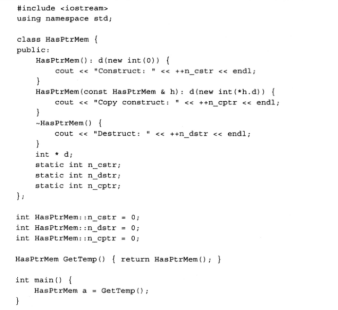 #include <iostream>
using namespace std;

class HasPtrMem {
public:
    HasPtrMem(): d(new int(0)) {
        cout << "Construct: " << ++n_cstr << endl;
    }
    HasPtrMem(const HasPtrMem & h): d(new int(*h.d)) {
        cout << "Copy construct: " << ++n_cptr << endl;
    }
    ~HasPtrMem() {
        cout << "Destruct: " << ++n_dstr << endl;
    }
    int * d;
    static int n_cstr;
    static int n_dstr;
    static int n_cptr;
};

int HasPtrMem::n_cstr = 0;
int HasPtrMem::n_dstr = 0;
int HasPtrMem::n_cptr = 0;

HasPtrMem GetTemp() { return HasPtrMem(); }

int main() {
    HasPtrMem a = GetTemp();
}